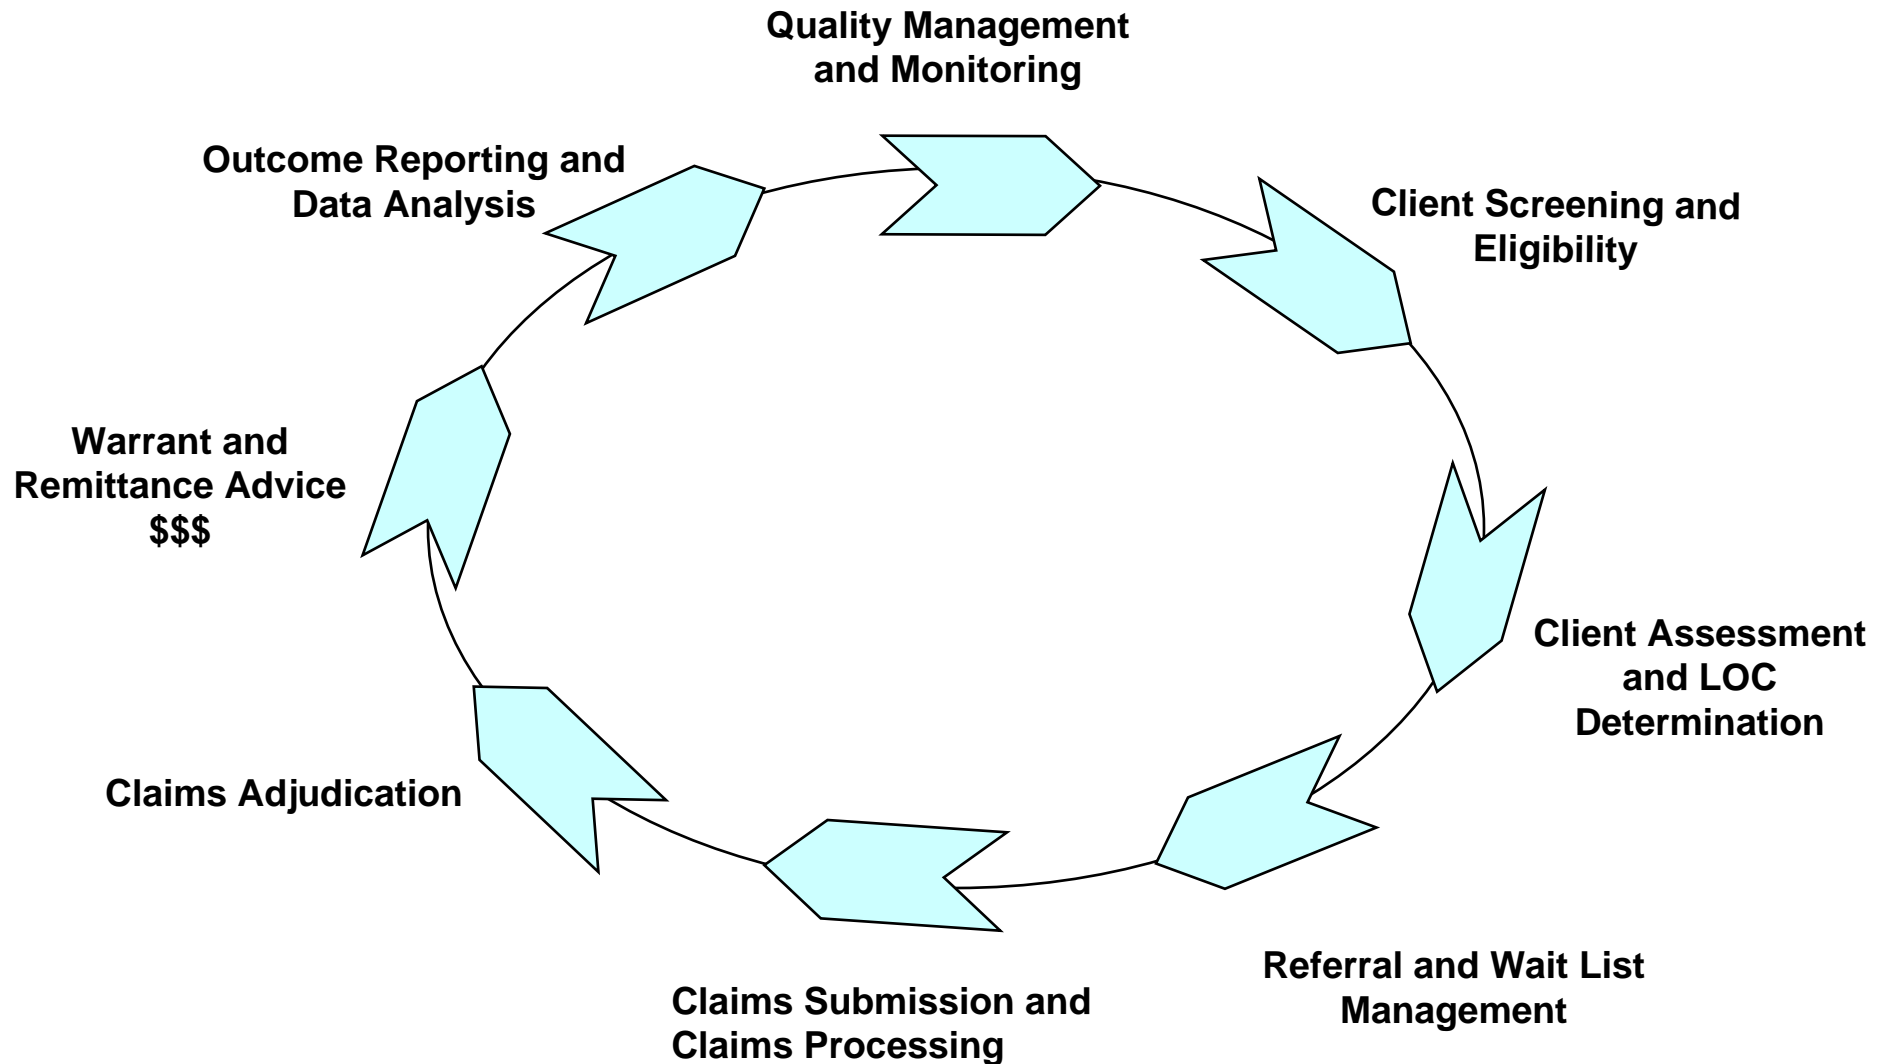 Quality Management
and Monitoring
Outcome Reporting and
Data Analysis
Client Screening and
Eligibility
Warrant and
Remittance Advice
$$$
Client Assessment
and LOC
Determination
Claims Adjudication
Referral and Wait List
Management
Claims Submission and
Claims Processing